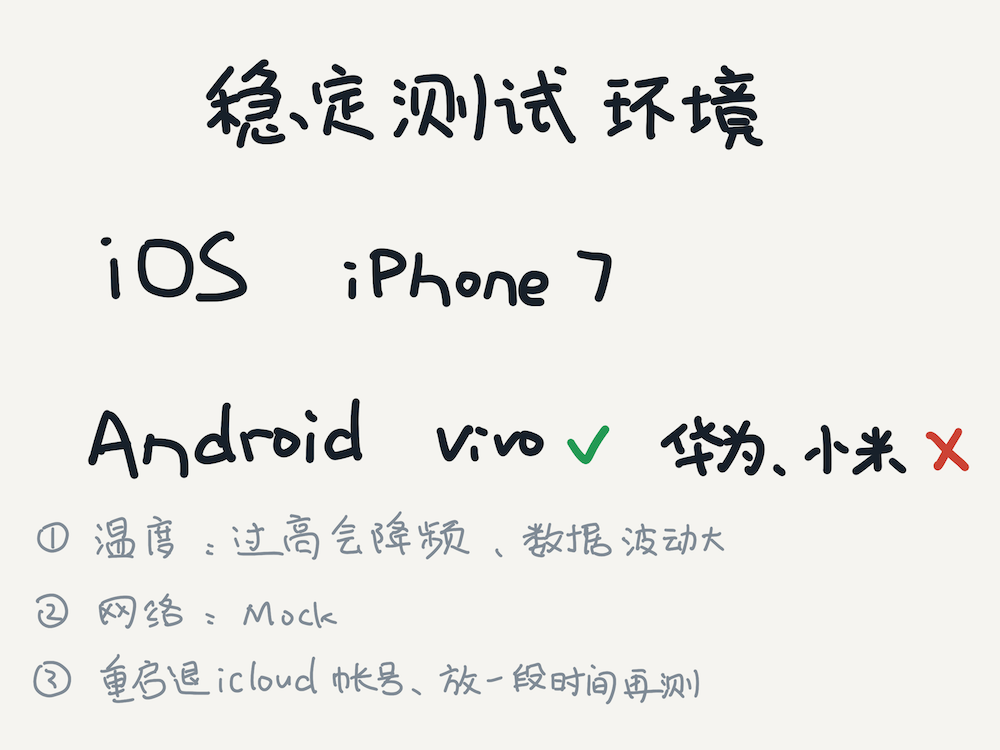 稳定测试环境
iOS iPhone 7
Android vivo ✓ 华为、小米 ✗
① 温度：过高会降频、数据波动大
② 网络：Mock
③ 重启退icloud帐号、放一段时间再测